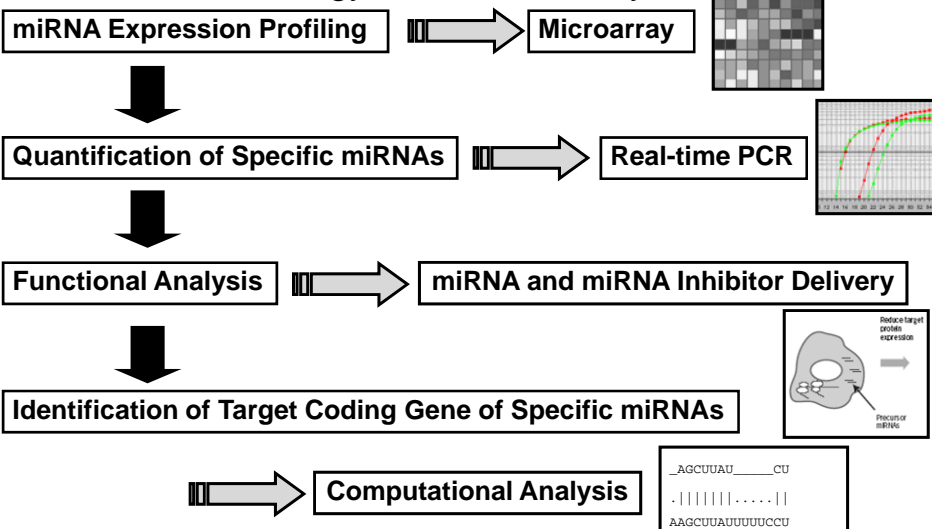 miRNA Expression Profiling
Microarray
Quantification of Specific miRNAs
Real-time PCR
Functional Analysis
miRNA and miRNA Inhibitor Delivery
Reduce target
protein
expression
Precursor
miRNAs
Identification of Target Coding Gene of Specific miRNAs
Computational Analysis
_AGCUUAU_____CU
.|||||||.....||
AAGCUUAUUUUUCCU